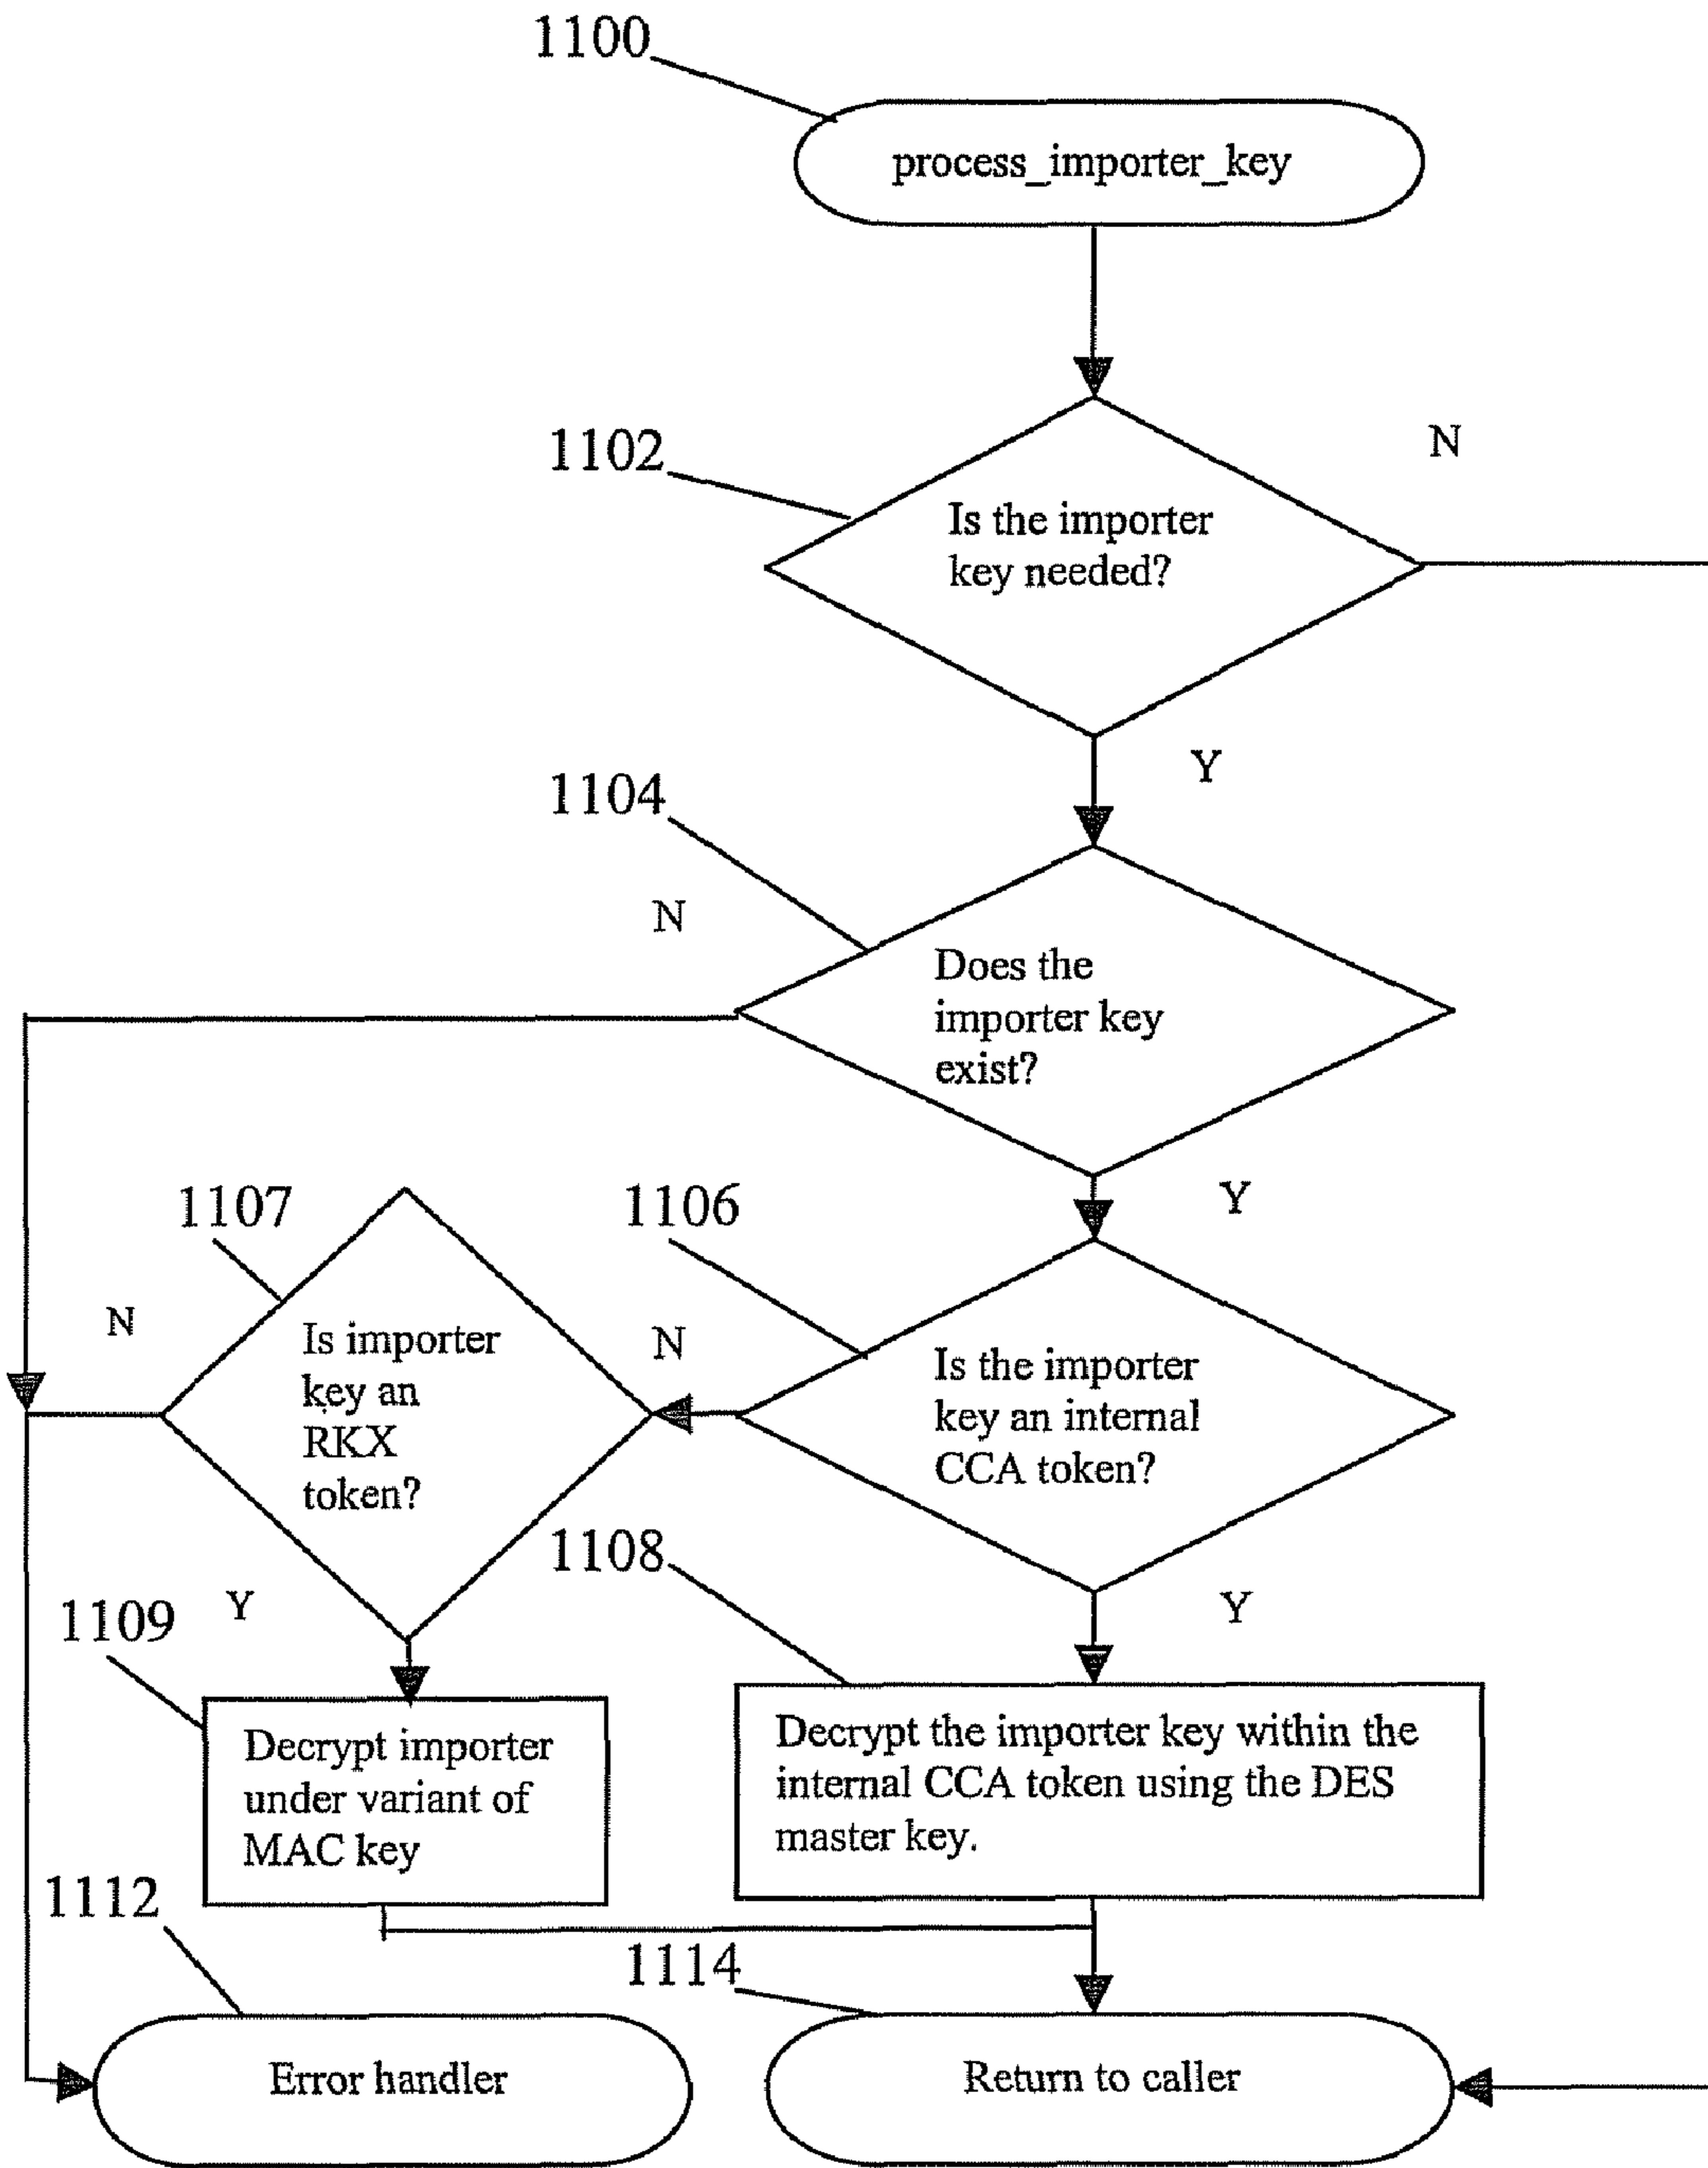 1100
process_importer_key
1102
N
Is the importer
key needed?
Y
1104
N
Does the
importer key
exist?
1107
1106
Y
N
Is importer
key an
RKX
token?
N
Is the importer
key an internal
CCA token?
1108
1109
Y
Y
Decrypt importer
under variant of
MAC key
Decrypt the importer key within the
internal CCA token using the DES
master key.
1112
1114
Error handler
Return to caller